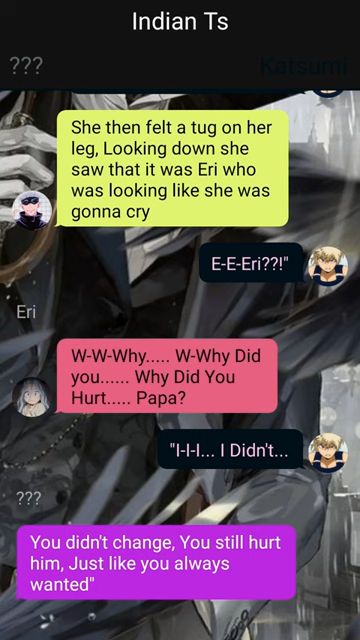 Indian Ts
???
Katsumi
She then felt a tug on her
leg, Looking down she
saw that it was Eri who
was looking like she was
gonna cry
E-E-Eri??!"
Eri
W-W-Why..... W-Why Did
you...... Why Did You
Hurt..... Papa?
"I-I-I... I Didn't...
???
You didn't change, You still hurt
him, Just like you always
wanted"